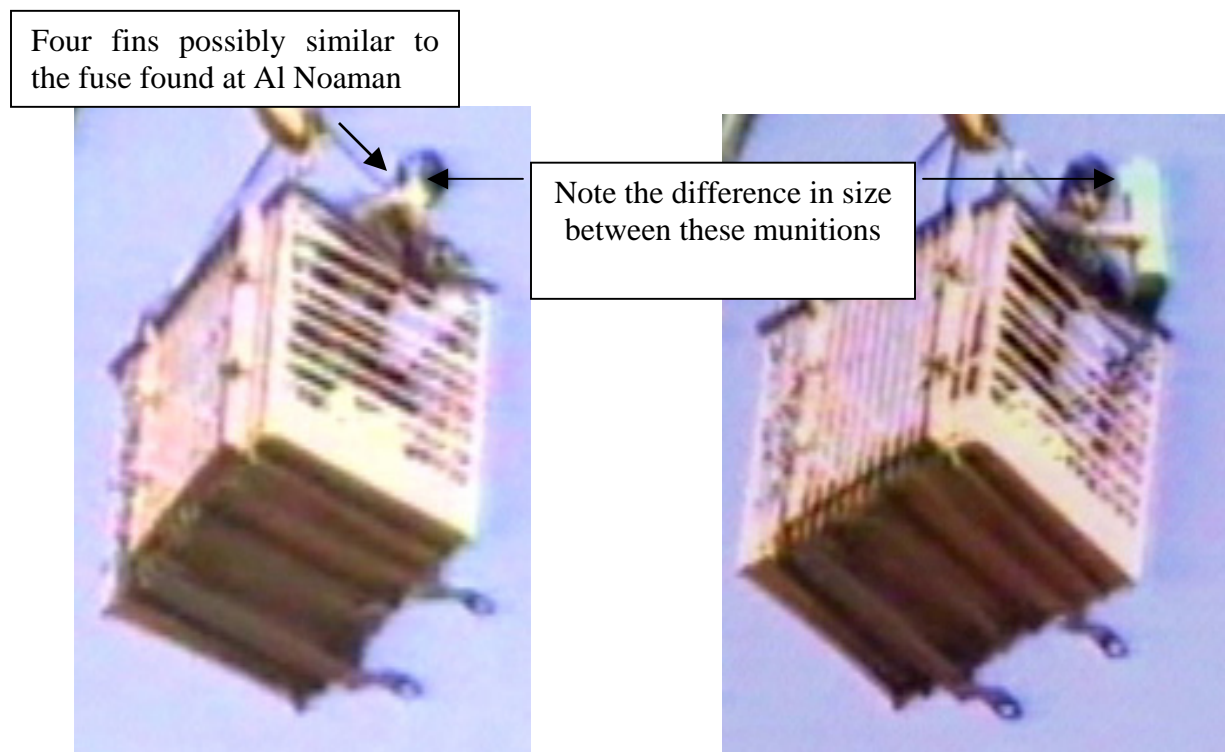 Four fins possibly similar to
the fuse found at Al Noaman
Note the difference in size
between these munitions